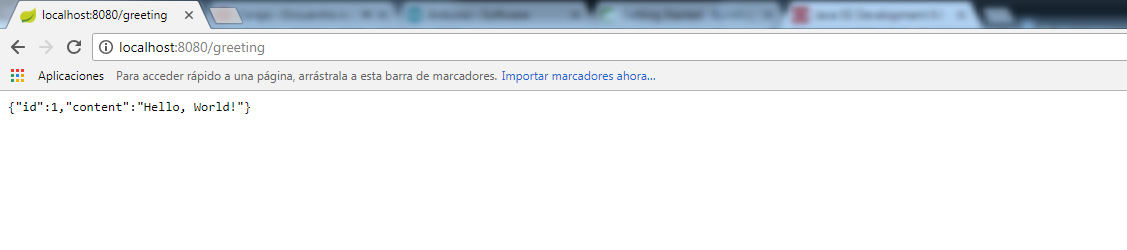 localhost:8080/greeting
localhost:8080/greeting
Aplicaciones Para acceder rápido a una página, arrástrala a esta barra de marcadores. Importar marcadores ahora...
{"id":1,"content":"Hello, World!"}